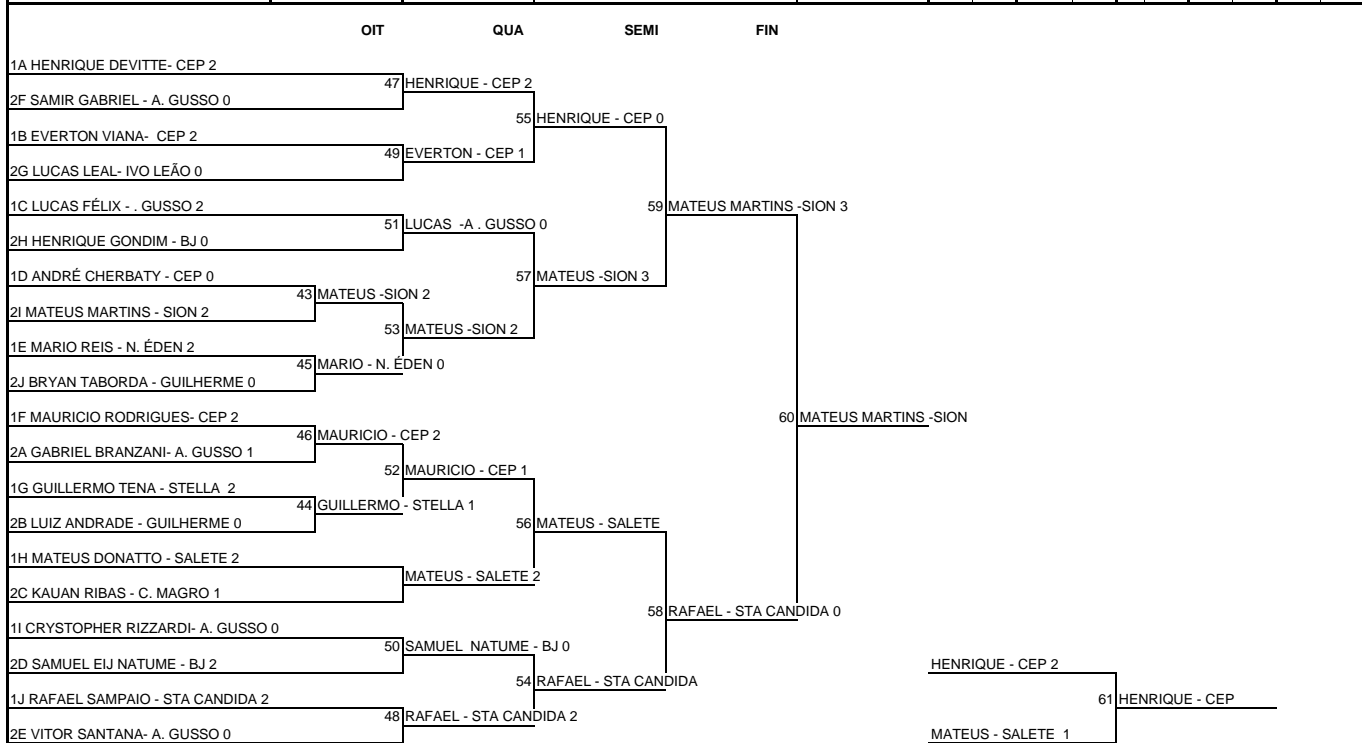 OIT QUA SEMI FIN
1A HENRIQUE DEVITTE- CEP 2
47 HENRIQUE - CEP 2
2F SAMIR GABRIEL - A. GUSSO 0
55 HENRIQUE - CEP 0
1B EVERTON VIANA- CEP 2
49 EVERTON - CEP 1
2G LUCAS LEAL- IVO LEÃO 0
1C LUCAS FÉLIX - . GUSSO 2
59 MATEUS MARTINS -SION 3
51 LUCAS -A . GUSSO 0
2H HENRIQUE GONDIM - BJ 0
1D ANDRÉ CHERBATY - CEP 0
57 MATEUS -SION 3
43 MATEUS -SION 2
2I MATEUS MARTINS - SION 2
53 MATEUS -SION 2
1E MARIO REIS - N. ÉDEN 2
45 MARIO - N. ÉDEN 0
2J BRYAN TABORDA - GUILHERME 0
1F MAURICIO RODRIGUES- CEP 2
60 MATEUS MARTINS -SION
46 MAURICIO - CEP 2
2A GABRIEL BRANZANI- A. GUSSO 1
52 MAURICIO - CEP 1
1G GUILLERMO TENA - STELLA 2
44 GUILLERMO - STELLA 1
2B LUIZ ANDRADE - GUILHERME 0
56 MATEUS - SALETE
1H MATEUS DONATTO - SALETE 2
MATEUS - SALETE 2
2C KAUAN RIBAS - C. MAGRO 1
58 RAFAEL - STA CANDIDA 0
1I CRYSTOPHER RIZZARDI- A. GUSSO 0
50 SAMUEL NATUME - BJ 0
2D SAMUEL EIJ NATUME - BJ 2
HENRIQUE - CEP 2
54 RAFAEL - STA CANDIDA
1J RAFAEL SAMPAIO - STA CANDIDA 2
61 HENRIQUE - CEP
48 RAFAEL - STA CANDIDA 2
2E VITOR SANTANA- A. GUSSO 0
MATEUS - SALETE 1